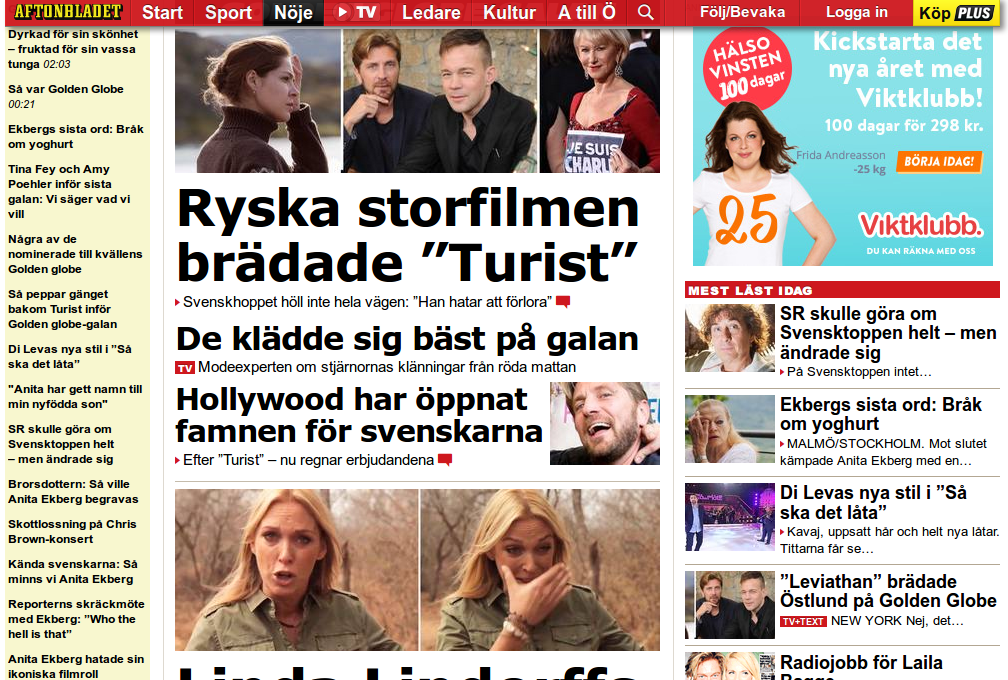 AFTONBLADET Start Sport Nöje TV Ledare Kultur A till Ö Följ/Bevaka Logga in Köp PLUS
Dyrkad för sin skönhet
– fruktad för sin vassa
tunga 02:03
Så var Golden Globe
00:21
Ekbergs sista ord: Bråk
om yoghurt
Tina Fey och Amy
Poehler inför sista
galan: Vi säger vad vi
vill
Några av de
nominerade till kvällens
Golden globe
Så peppar gänget
bakom Turist inför
Golden globe-galan
Di Levas nya stil i ”Så
ska det låta”
"Anita har gett namn till
min nyfödda son"
SR skulle göra om
Svensktoppen helt
– men ändrade sig
Brorsdottern: Så ville
Anita Ekberg begravas
Skottlossning på Chris
Brown-konsert
Kända svenskarna: Så
minns vi Anita Ekberg
Reporterns skräckmöte
med Ekberg: ”Who the
hell is that”
Anita Ekberg hatade sin
ikoniska filmroll
JE SUIS
CHARLIE
Ryska storfilmen
brädade ”Turist”
Svenskhoppet höll inte hela vägen: ”Han hatar att förlora”
De klädde sig bäst på galan
TV Modeexperten om stjärnornas klänningar från röda mattan
Hollywood har öppnat
famnen för svenskarna
Efter ”Turist” – nu regnar erbjudandena
HÄLSO
VINSTEN
100 dagar
Kickstarta det
nya året med
Viktklubb!
100 dagar för 298 kr.
Frida Andreasson
-25 kg
BÖRJA IDAG!
25
Viktklubb.
DU KAN RÄKNA MED OSS
MEST LÄST IDAG
SR skulle göra om
Svensktoppen helt – men
ändrade sig
På Svensktoppen intet…
Ekbergs sista ord: Bråk
om yoghurt
MALMÖ/STOCKHOLM. Mot slutet
kämpade Anita Ekberg med en…
Di Levas nya stil i ”Så
ska det låta”
Kavaj, uppsatt hår och helt nya låtar.
Tittarna får se…
”Leviathan” brädade
Östlund på Golden Globe
TV+TEXT NEW YORK Nej, det…
Radiojobb för Laila